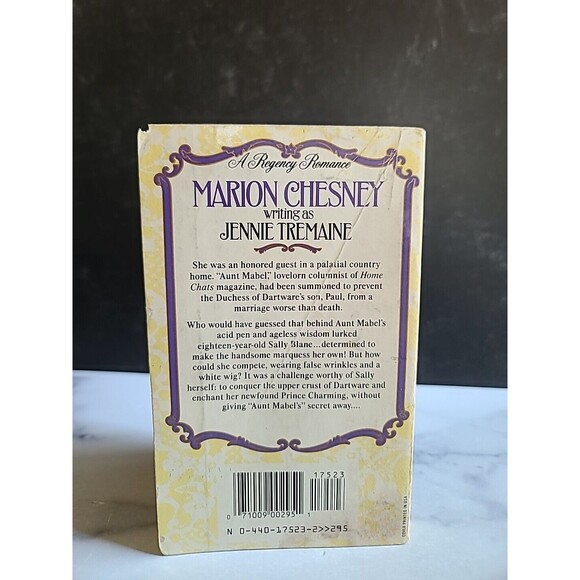 A Regency Romance
MARION CHESNEY
writing as
JENNIE TREMAINE
She was an honored guest in a palatial country
home. "Aunt Mabel," lovelorn columnist of Home
Chats magazine, had been summoned to prevent
the Duchess of Dartware's son, Paul, from a
marriage worse than death.
Who would have guessed that behind Aunt Mabel's
acid pen and ageless wisdom lurked
eighteen-year-old Sally Blane...determined to
make the handsome marquess her own! But how
could she compete, wearing false wrinkles and a
white wig? It was a challenge worthy of Sally
herself: to conquer the upper crust of Dartware and
enchant her newfound Prince Charming, without
giving "Aunt Mabel's" secret away....
17523
0 71009 00295 1
N 0-440-17523-2>>295
COVER PRINTED IN USA